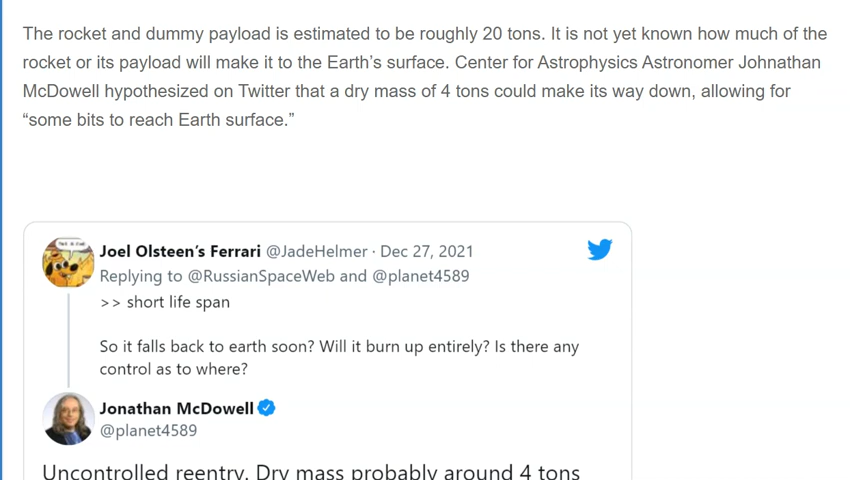 The rocket and dummy payload is estimated to be roughly 20 tons. It is not yet known how much of the
rocket or its payload will make it to the Earth’s surface. Center for Astrophysics Astronomer Johnathan
McDowell hypothesized on Twitter that a dry mass of 4 tons could make its way down, allowing for
“some bits to reach Earth surface.”
Joel Olsteen’s Ferrari @JadeHelmer · Dec 27, 2021
Replying to @RussianSpaceWeb and @planet4589
>> short life span
So it falls back to earth soon? Will it burn up entirely? Is there any
control as to where?
Jonathan McDowell
@planet4589
Uncontrolled reentry. Dry mass probably around 4 tons